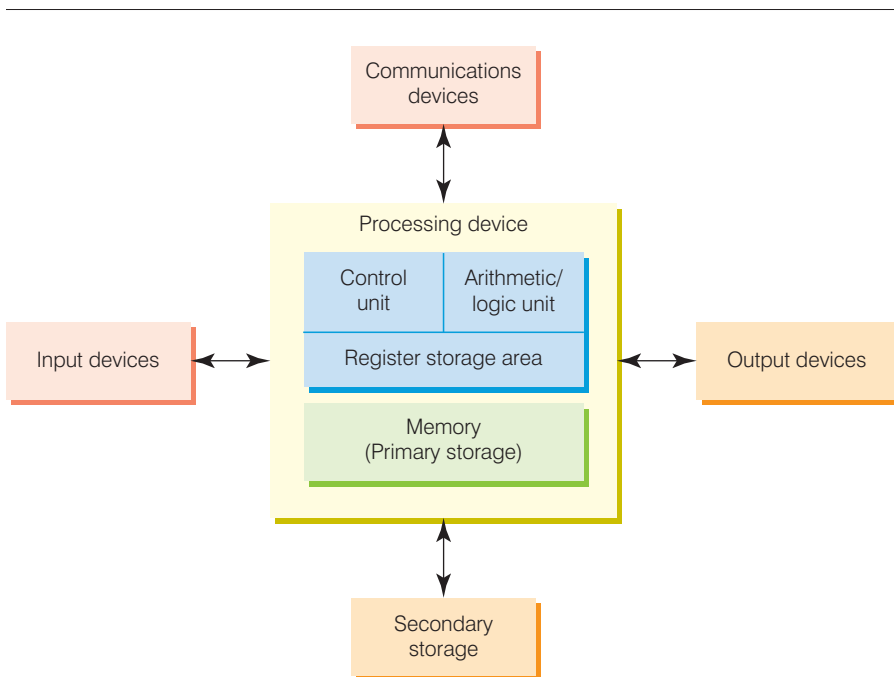 Communications
devices
Processing device
Control
unit
Arithmetic/
logic unit
Input devices
Register storage area
Output devices
Memory
(Primary storage)
Secondary
storage